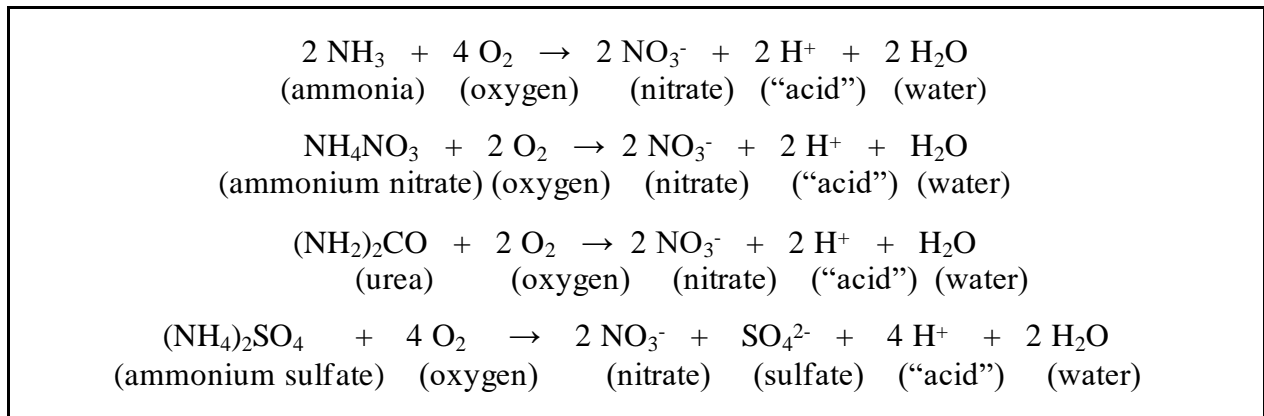 2 NH₃ + 4 O₂ → 2 NO₃⁻ + 2 H⁺ + 2 H₂O
(ammonia) (oxygen) (nitrate) (“acid”) (water)
NH₄NO₃ + 2 O₂ → 2 NO₃⁻ + 2 H⁺ + H₂O
(ammonium nitrate) (oxygen) (nitrate) (“acid”) (water)
(NH₂)₂CO + 2 O₂ → 2 NO₃⁻ + 2 H⁺ + H₂O
(urea) (oxygen) (nitrate) (“acid”) (water)
(NH₄)₂SO₄ + 4 O₂ → 2 NO₃⁻ + SO₄²⁻ + 4 H⁺ + 2 H₂O
(ammonium sulfate) (oxygen) (nitrate) (sulfate) (“acid”) (water)